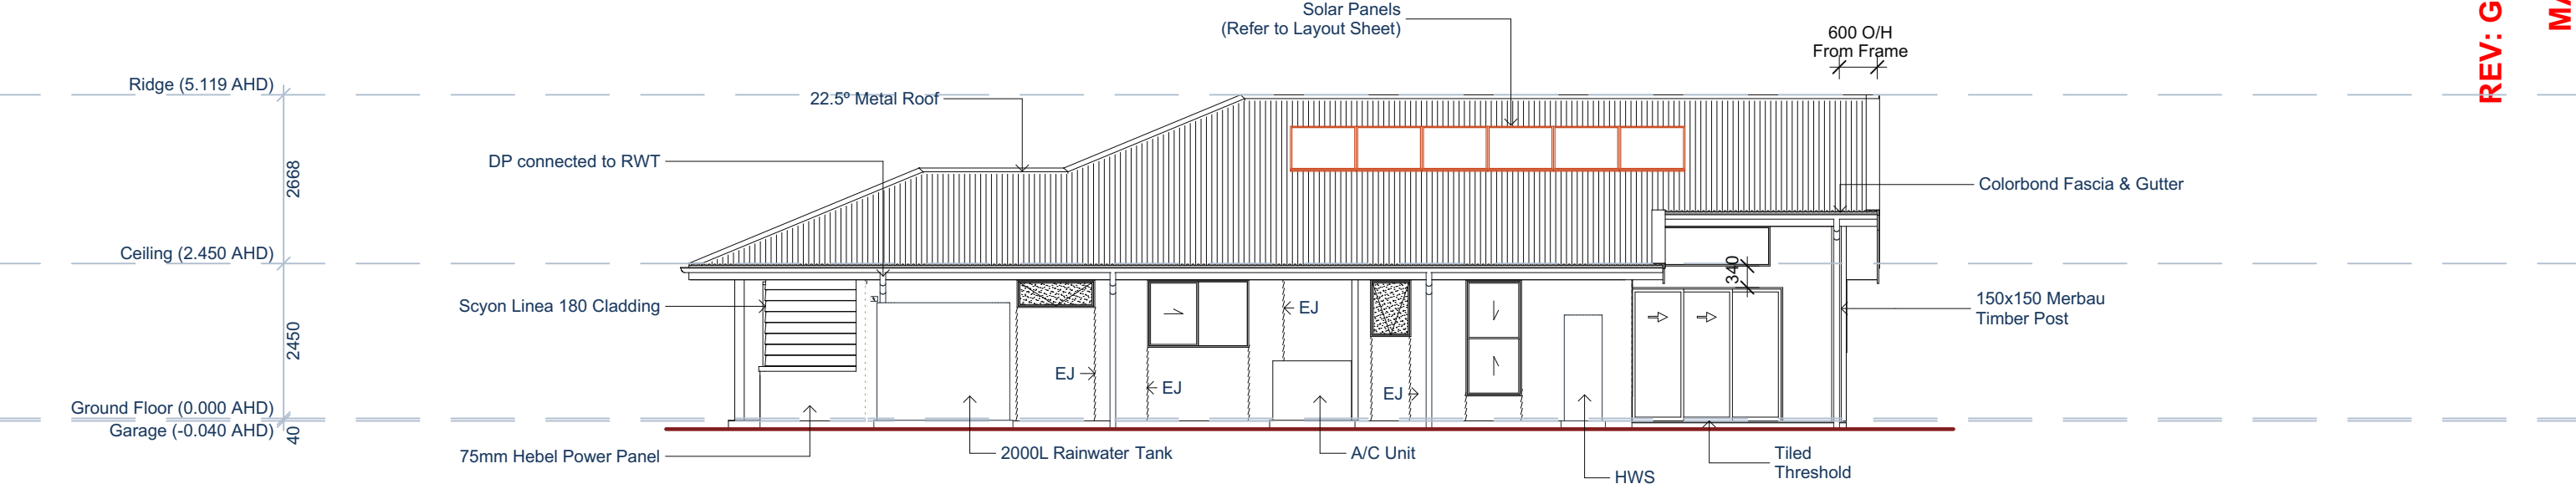 Solar Panels
(Refer to Layout Sheet)
600 O/H
From Frame
REV: G
MA
Ridge (5.119 AHD)
22.5º Metal Roof
DP connected to RWT
2668
Colorbond Fascia & Gutter
Ceiling (2.450 AHD)
340
Scyon Linea 180 Cladding
EJ
150x150 Merbau
Timber Post
2450
EJ
EJ
EJ
Ground Floor (0.000 AHD)
Garage (-0.040 AHD)
40
75mm Hebel Power Panel
2000L Rainwater Tank
A/C Unit
HWS
Tiled
Threshold